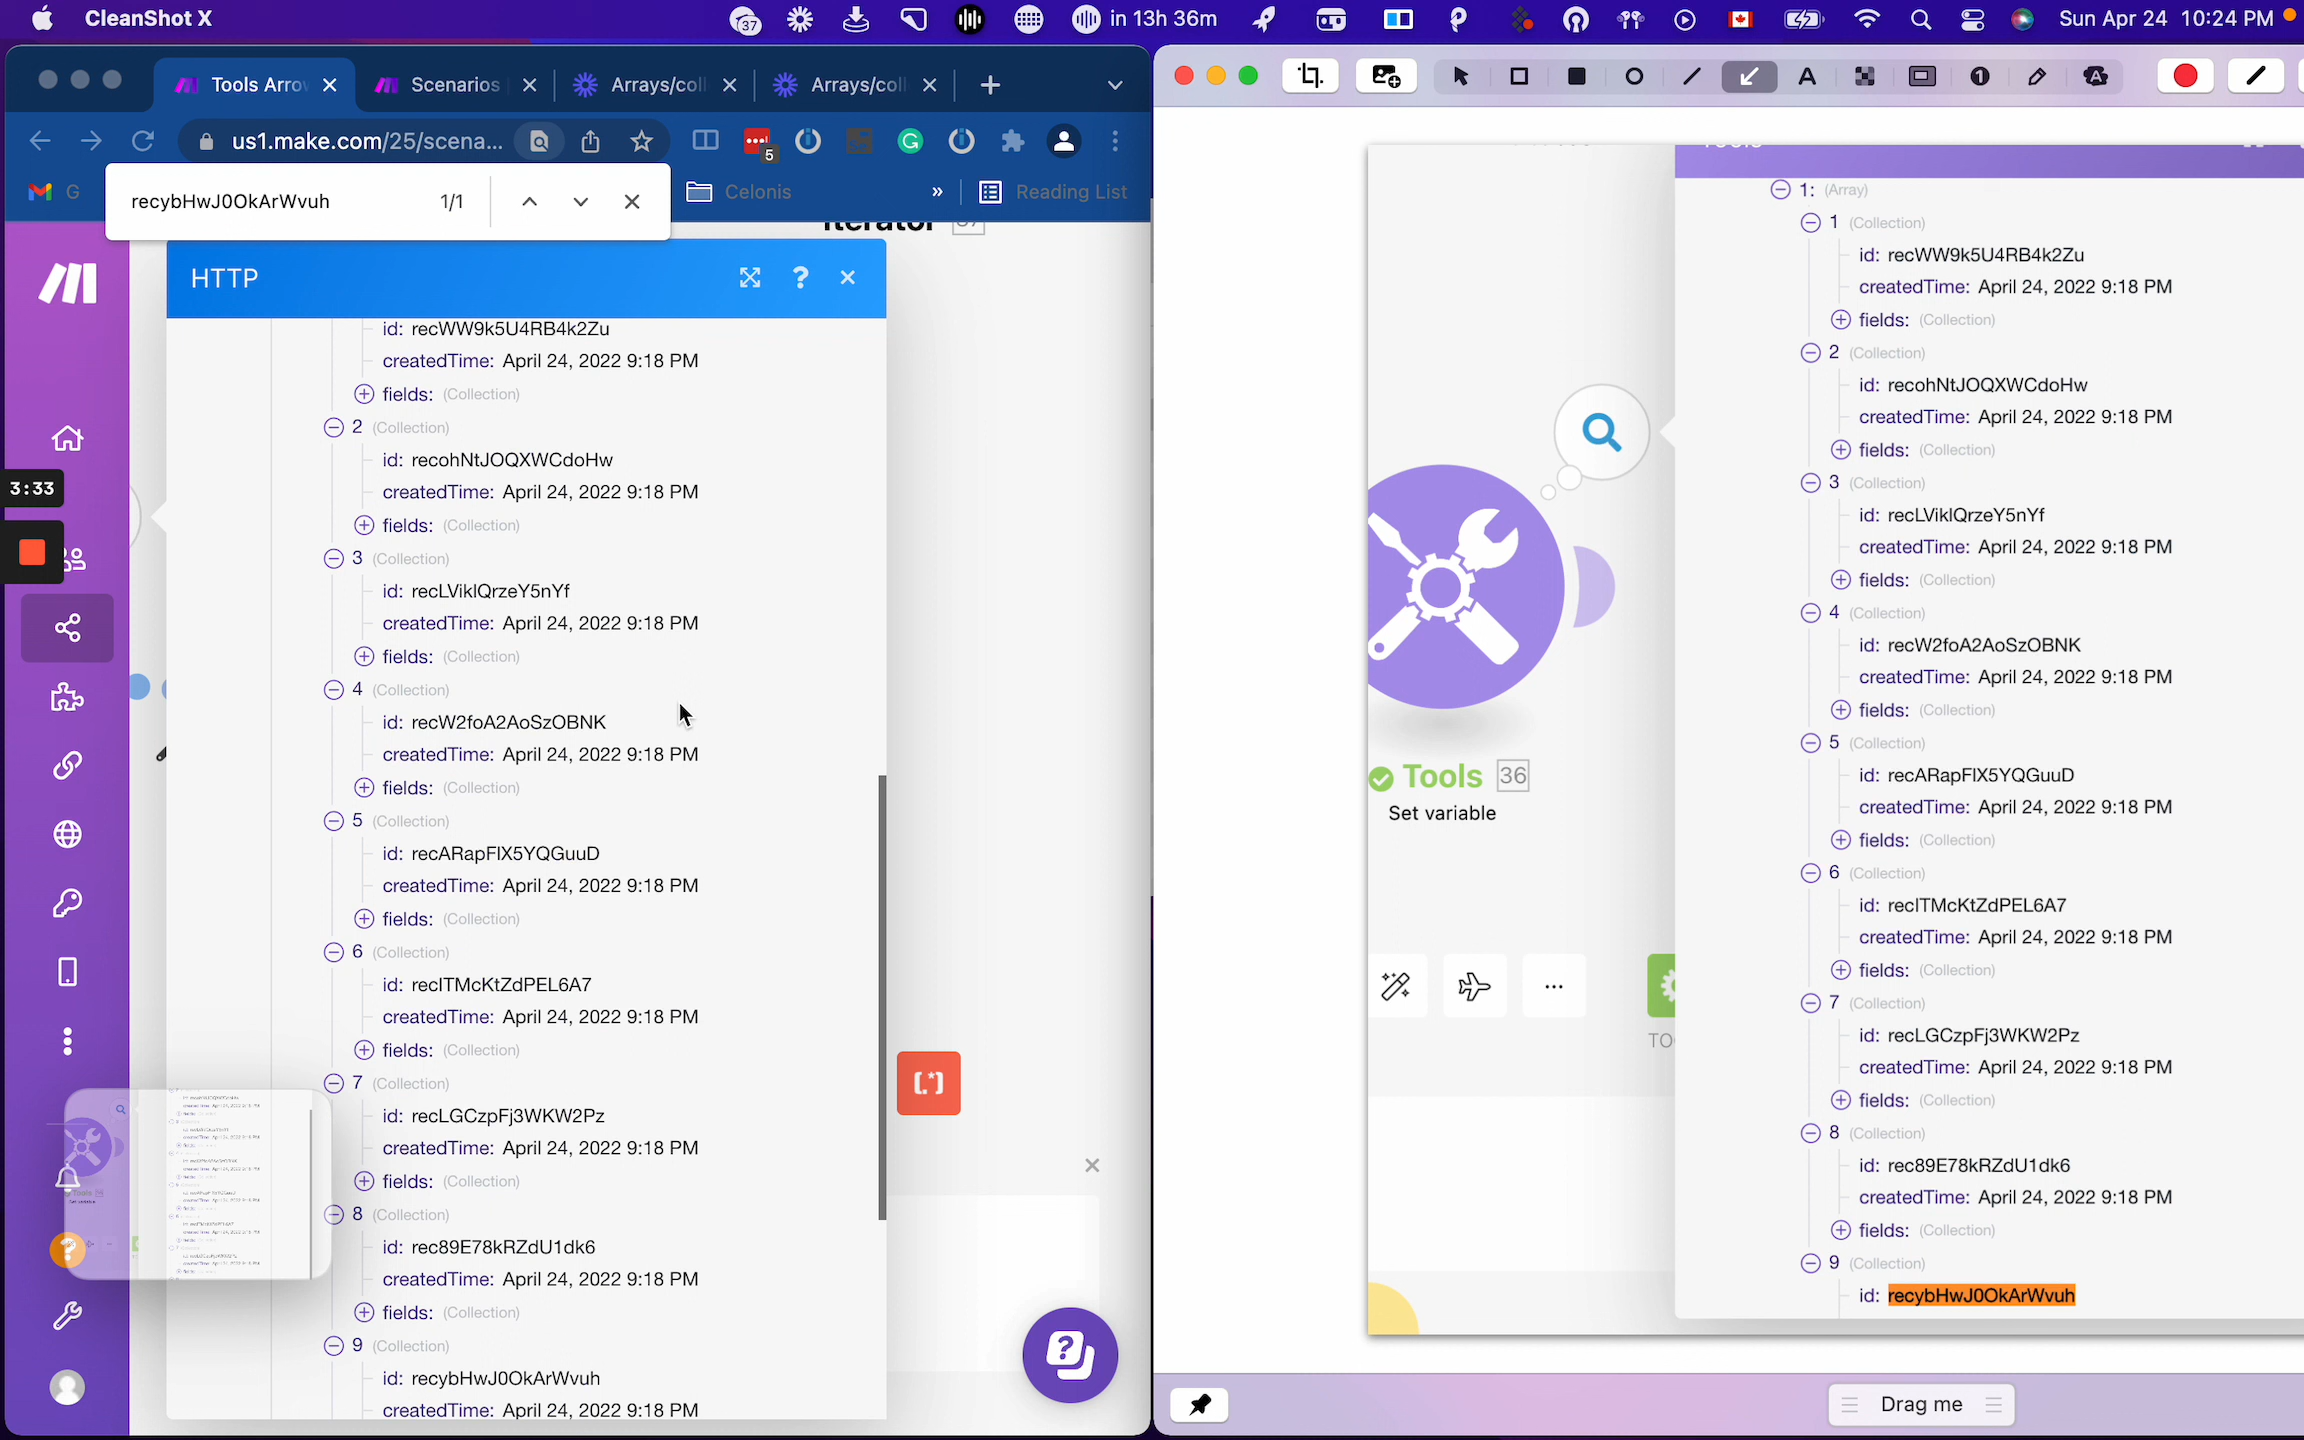 CleanShot X
37
in 13h 36m
Sun Apr 24 10:24 PM
Tools Arro
Scenarios
Arrays/coll
Arrays/coll
us1.make.com/25/scena...
5
G
recybHwJ0OkArWvuh 1/1
Celonis
»
Reading List
Iterator
HTTP
id: recWW9k5U4RB4k2Zu
createdTime: April 24, 2022 9:18 PM
fields: (Collection)
2 (Collection)
id: recohNtJOQXWCdoHw
createdTime: April 24, 2022 9:18 PM
fields: (Collection)
3 (Collection)
id: recLViklQrzeY5nYf
createdTime: April 24, 2022 9:18 PM
fields: (Collection)
4 (Collection)
id: recW2foA2AoSzOBNK
createdTime: April 24, 2022 9:18 PM
fields: (Collection)
5 (Collection)
id: recARapFlX5YQGuuD
createdTime: April 24, 2022 9:18 PM
fields: (Collection)
6 (Collection)
id: recITMcKtZdPEL6A7
createdTime: April 24, 2022 9:18 PM
fields: (Collection)
7 (Collection)
id: recLGCzpFj3WKW2Pz
createdTime: April 24, 2022 9:18 PM
fields: (Collection)
8 (Collection)
id: rec89E78kRZdU1dk6
createdTime: April 24, 2022 9:18 PM
fields: (Collection)
9 (Collection)
id: recybHwJ0OkArWvuh
createdTime: April 24, 2022 9:18 PM
3:33
Tools 36
Set variable
TO
1: (Array)
1 (Collection)
id: recWW9k5U4RB4k2Zu
createdTime: April 24, 2022 9:18 PM
fields: (Collection)
2 (Collection)
id: recohNtJOQXWCdoHw
createdTime: April 24, 2022 9:18 PM
fields: (Collection)
3 (Collection)
id: recLViklQrzeY5nYf
createdTime: April 24, 2022 9:18 PM
fields: (Collection)
4 (Collection)
id: recW2foA2AoSzOBNK
createdTime: April 24, 2022 9:18 PM
fields: (Collection)
5 (Collection)
id: recARapFlX5YQGuuD
createdTime: April 24, 2022 9:18 PM
fields: (Collection)
6 (Collection)
id: recITMcKtZdPEL6A7
createdTime: April 24, 2022 9:18 PM
fields: (Collection)
7 (Collection)
id: recLGCzpFj3WKW2Pz
createdTime: April 24, 2022 9:18 PM
fields: (Collection)
8 (Collection)
id: rec89E78kRZdU1dk6
createdTime: April 24, 2022 9:18 PM
fields: (Collection)
9 (Collection)
id: recybHwJ0OkArWvuh
Drag me